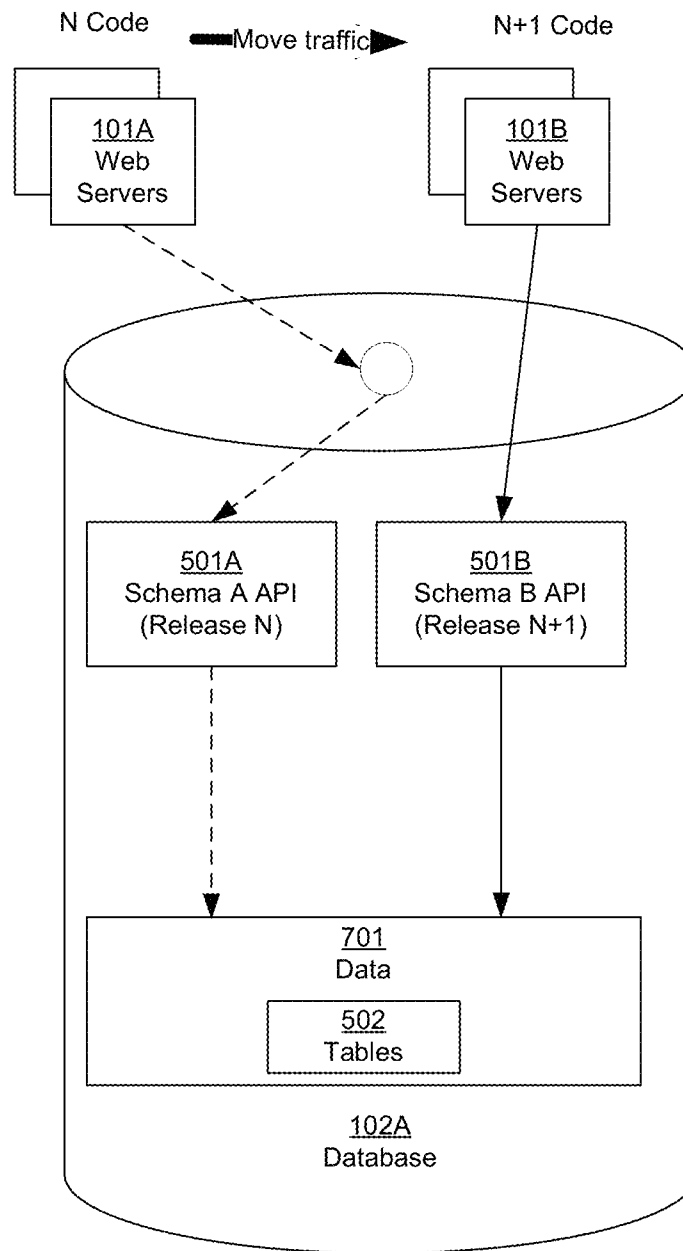 N Code
Move traffic
N+1 Code
101A
Web
Servers
101B
Web
Servers
501A
Schema A API
(Release N)
501B
Schema B API
(Release N+1)
701
Data
502
Tables
102A
Database